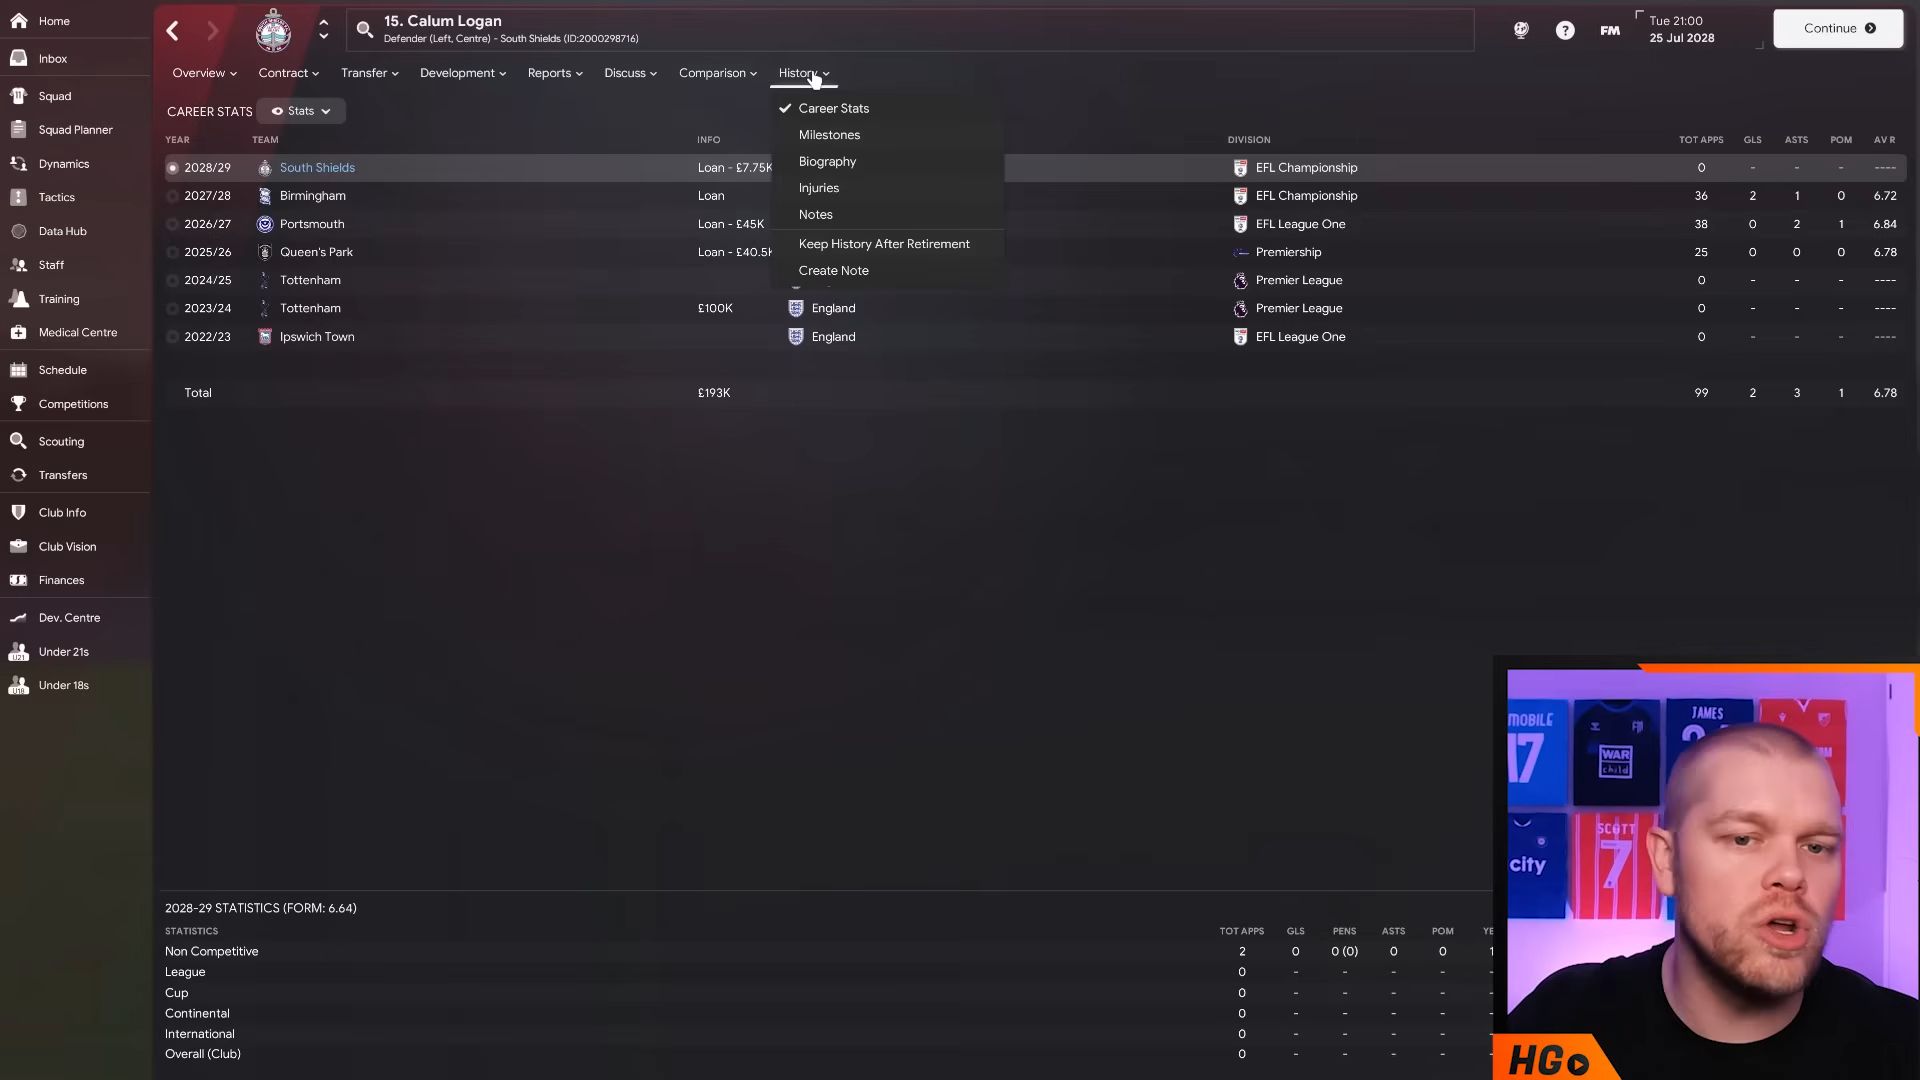 Home
Inbox
Squad
Squad Planner
Dynamics
Tactics
Data Hub
Staff
Training
Medical Centre
Schedule
Competitions
Scouting
Transfers
Club Info
Club Vision
Finances
Dev. Centre
Under 21s
Under 18s
15. Calum Logan
Defender (Left, Centre) - South Shields (ID:2000298716)
FM
Tue 21:00
25 Jul 2028
Continue
Overview Contract Transfer Development Reports Discuss Comparison History
CAREER STATS Stats
Career Stats
Milestones
Biography
Injuries
Notes
Keep History After Retirement
Create Note
YEAR TEAM INFO DIVISION TOT APPS GLS ASTS POM AV R
2028/29 South Shields Loan - £7.75K EFL Championship 0 - - - ----
2027/28 Birmingham Loan EFL Championship 36 2 1 0 6.72
2026/27 Portsmouth Loan - £45K EFL League One 38 0 2 1 6.84
2025/26 Queen's Park Loan - £40.5K Premiership 25 0 0 0 6.78
2024/25 Tottenham Premier League 0 - - - ----
2023/24 Tottenham £100K England Premier League 0 - - - ----
2022/23 Ipswich Town England EFL League One 0 - - - ----
Total £193K 99 2 3 1 6.78
2028-29 STATISTICS (FORM: 6.64)
STATISTICS TOT APPS GLS PENS ASTS POM YE
Non Competitive 2 0 0 (0) 0 0 1
League 0 - - - - -
Cup 0 - - - - -
Continental 0 - - - - -
International 0 - - - - -
Overall (Club) 0 - - - - -
MOBILE
17
WAR
child
JAMES
city
SCOTT
7
HG